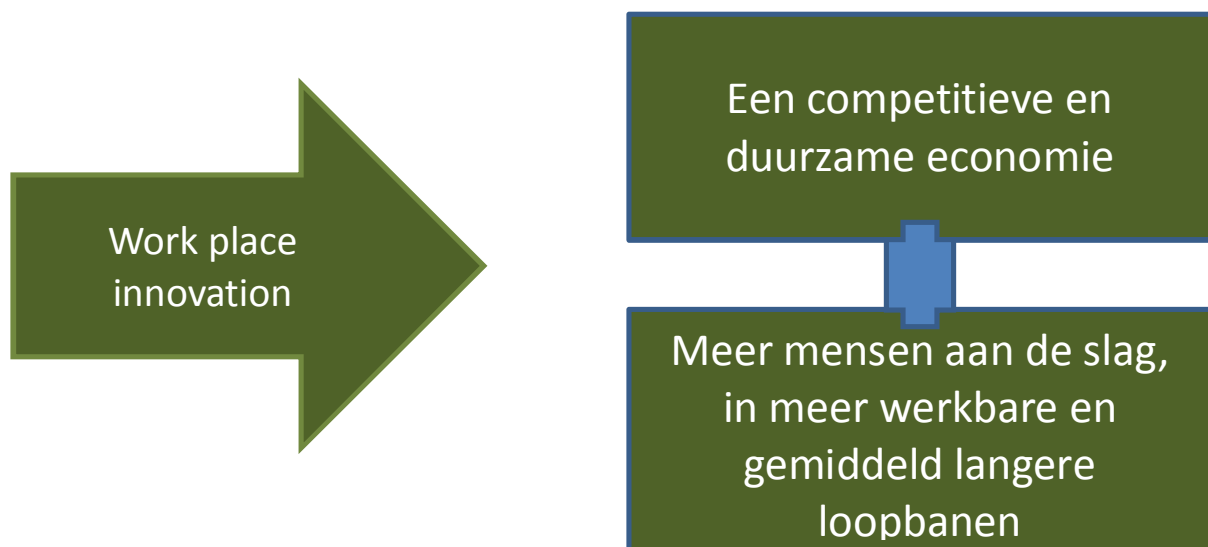 Work place
innovation
Een competitieve en
duurzame economie
Meer mensen aan de slag,
in meer werkbare en
gemiddeld langere
loopbanen